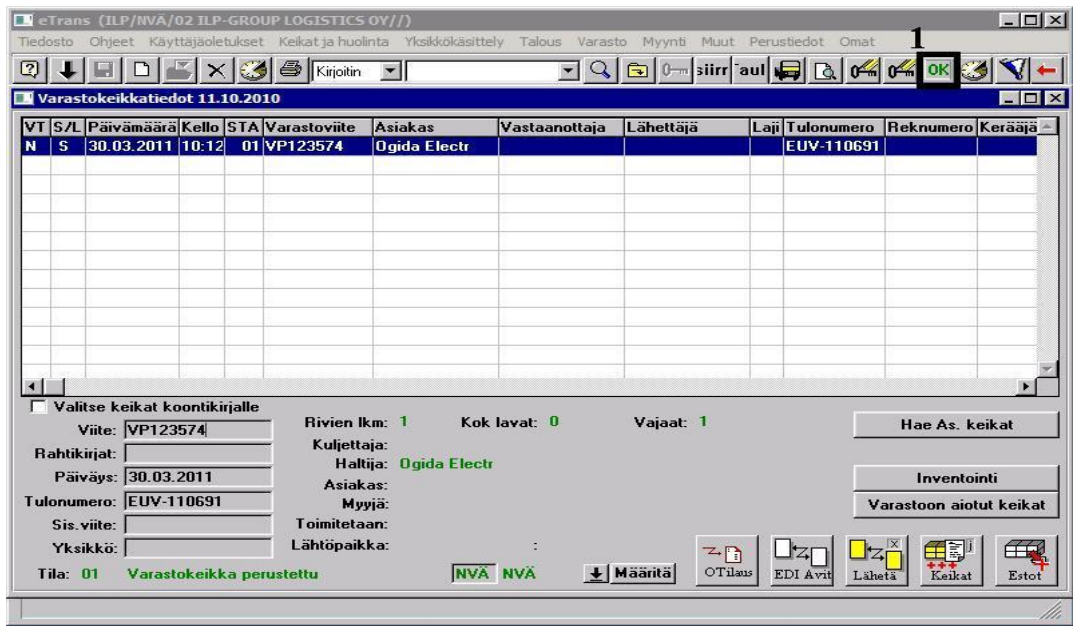 eTrans (ILP/NVÄ/02 ILP-GROUP LOGISTICS OY//)
Tiedosto Ohjeet Käyttäjäoletukset Keikat ja huolinta Yksikkökäsittely Talous Varasto Myynti Muut Perustiedot Omat
1
Kirjoitin siirr aul OK
Varastokeikkatiedot 11.10.2010
VT S/L Päivämäärä Kello STA Varastoviite Asiakas Vastaanottaja Lähettäjä Laji Tulonumero Reknumero Kerääjä
N S 30.03.2011 10:12 01 VP123574 Ogida Electr EUV-110691
Valitse keikat koontikirjalle
Viite: VP123574 Rivien lkm: 1 Kok lavat: 0 Vajaat: 1 Hae As. keikat
Rahtikirjat: Kuljettaja:
Haltija: Ogida Electr
Päiväys: 30.03.2011 Asiakas: Inventointi
Tulonumero: EUV-110691 Myyjä: Varastoon aiotut keikat
Sis.viite: Toimitetaan:
Yksikkö: Lähtöpaikka: :
Tila: 01 Varastokeikka perustettu NVÄ NVÄ Määritä OTilaus EDI Avit Lähetä Keikat Estot